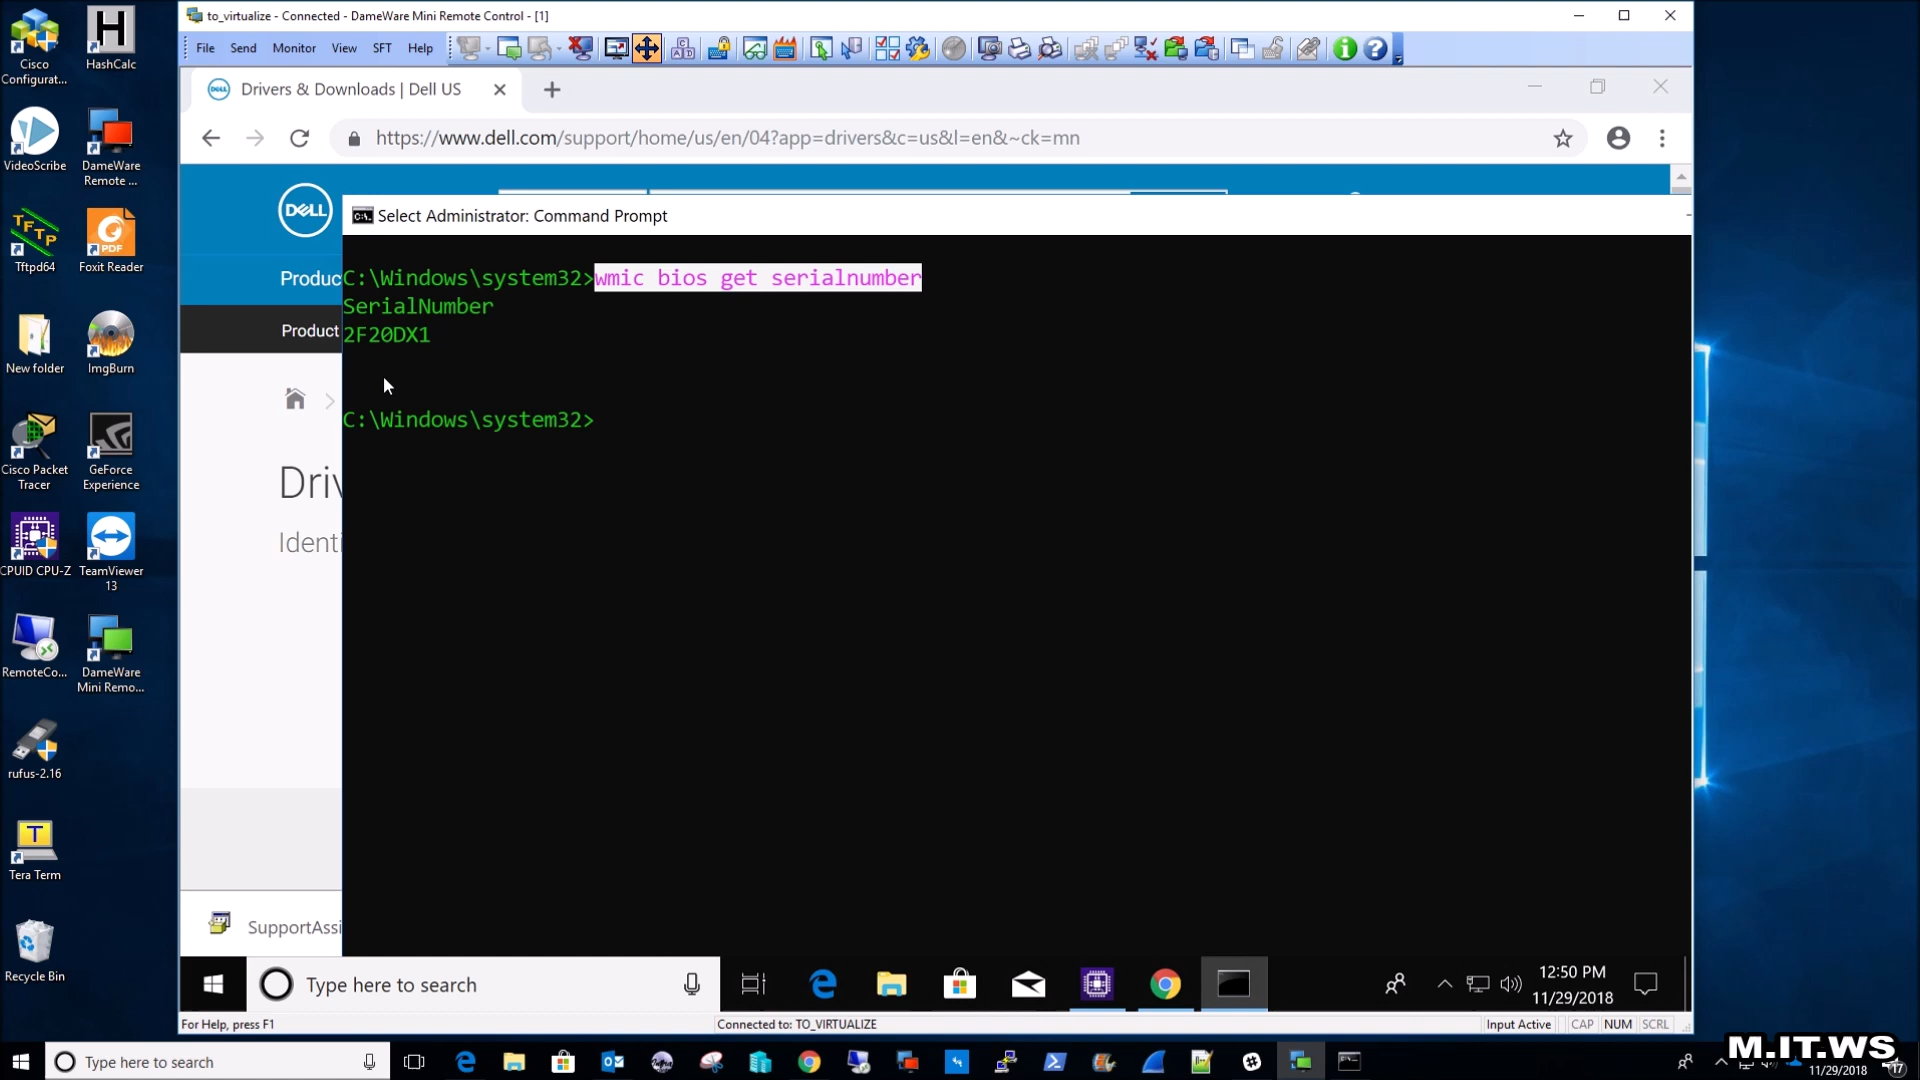 to_virtualize - Connected - DameWare Mini Remote Control - [1]
File Send Monitor View SFT Help
Drivers & Downloads | Dell US
https://www.dell.com/support/home/us/en/04?app=drivers&c=us&l=en&~ck=mn
DELL
Select Administrator: Command Prompt
Produc
C:\Windows\system32>wmic bios get serialnumber
SerialNumber
Product
2F20DX1
C:\Windows\system32>
Driv
Identi
SupportAssi
Type here to search
12:50 PM
11/29/2018
For Help, press F1
Connected to: TO_VIRTUALIZE
Input Active
CAP
NUM
SCRL
Cisco
Configurat...
HashCalc
VideoScribe
DameWare
Remote ...
TFTP
Tftpd64
PDF
Foxit Reader
New folder
ImgBurn
Cisco Packet
Tracer
GeForce
Experience
CPUID CPU-Z
TeamViewer
13
RemoteCo...
DameWare
Mini Remo...
rufus-2.16
T
Tera Term
Recycle Bin
Type here to search
M.IT.WS
11/29/2018
17